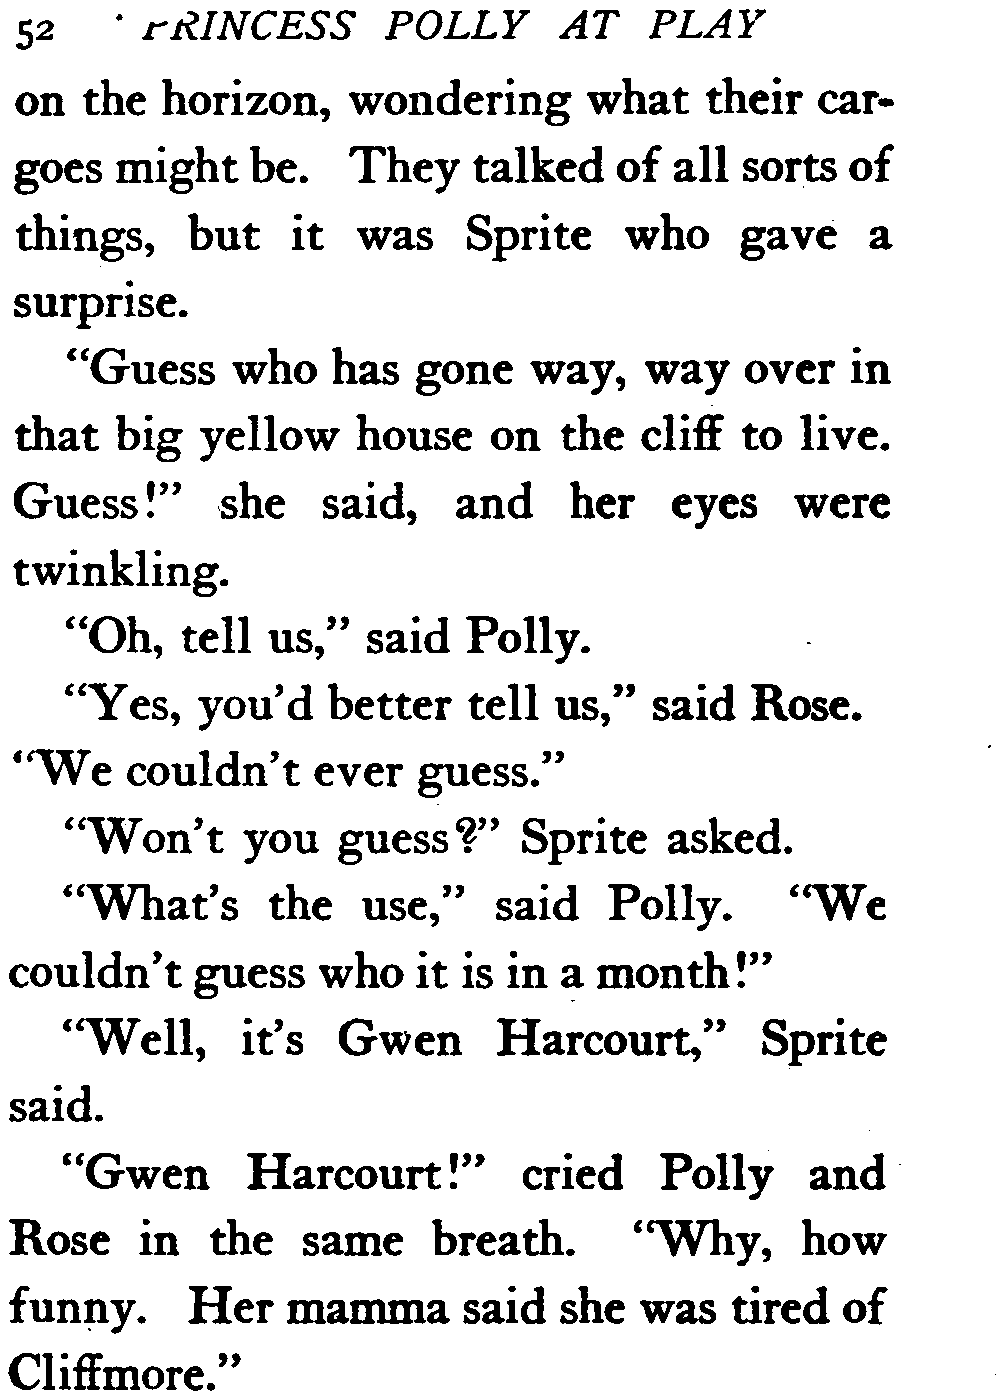 52 PRINCESS POLLY AT PLAY
on the horizon, wondering what their car-
goes might be. They talked of all sorts of
things, but it was Sprite who gave a
surprise.
“Guess who has gone way, way over in
that big yellow house on the cliff to live.
Guess!” she said, and her eyes were
twinkling.
“Oh, tell us,” said Polly.
“Yes, you’d better tell us,” said Rose.
“We couldn’t ever guess.”
“Won’t you guess?” Sprite asked.
“What’s the use,” said Polly. “We
couldn’t guess who it is in a month!”
“Well, it’s Gwen Harcourt,” Sprite
said.
“Gwen Harcourt!” cried Polly and
Rose in the same breath. “Why, how
funny. Her mamma said she was tired of
Cliffmore.”